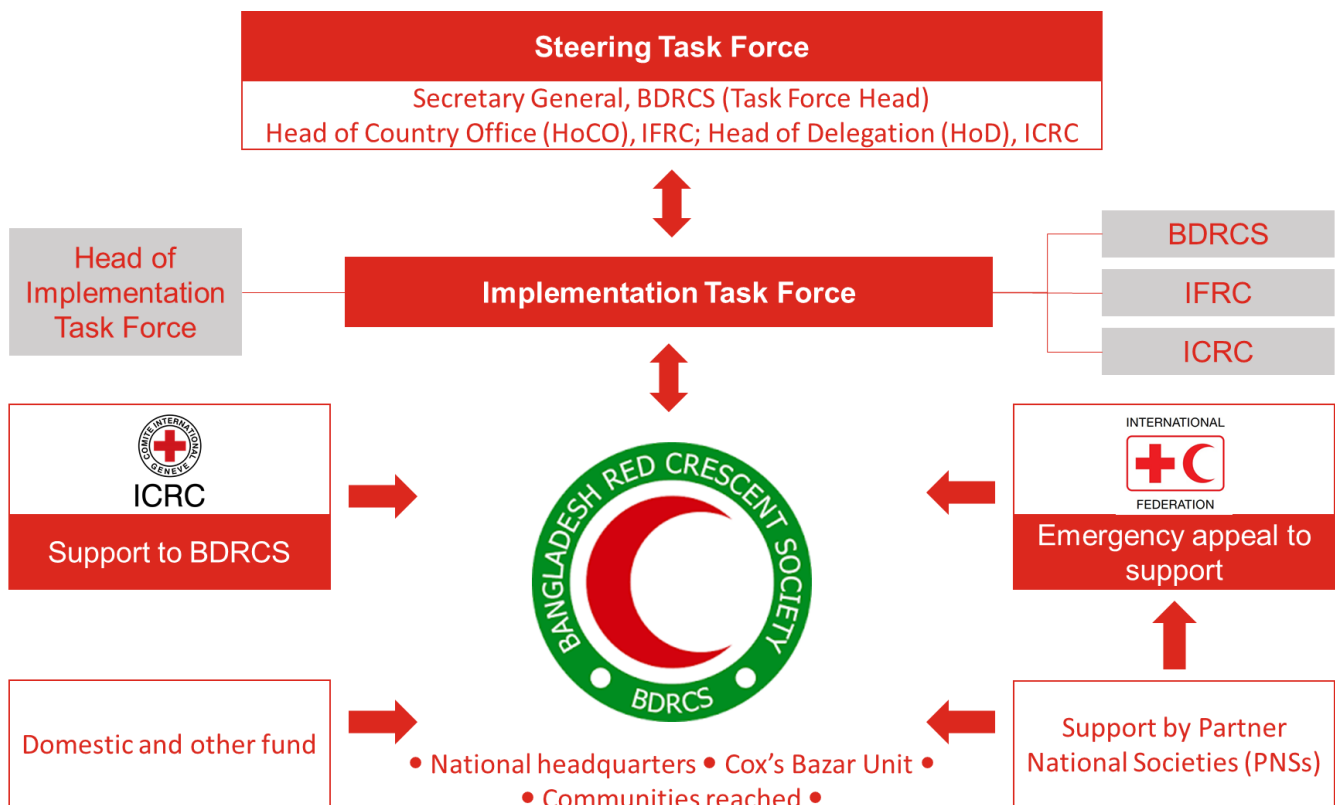 Steering Task Force
Secretary General, BDRCS (Task Force Head)
Head of Country Office (HoCO), IFRC; Head of Delegation (HoD), ICRC
Head of
Implementation
Task Force
Implementation Task Force
BDRCS
IFRC
ICRC
COMITE INTERNATIONAL
GENEVE
ICRC
Support to BDRCS
BANGLADESH RED CRESCENT SOCIETY
BDRCS
INTERNATIONAL
FEDERATION
Emergency appeal to
support
Domestic and other fund
Support by Partner
National Societies (PNSs)
• National headquarters • Cox's Bazar Unit •
• Communities reached •